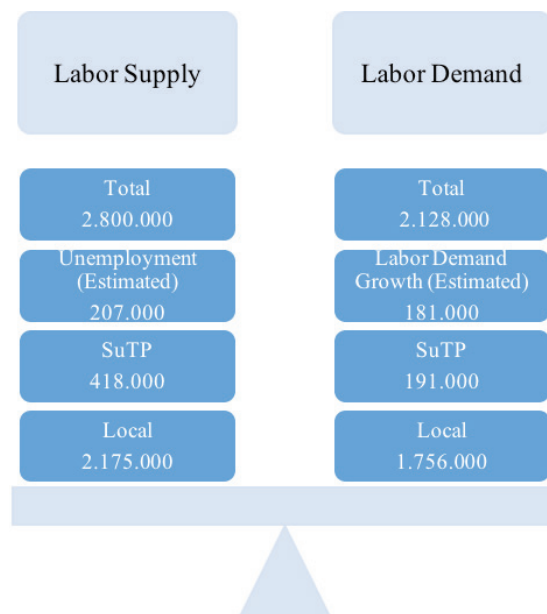 Labor Supply
Total
2.800.000
Unemployment
(Estimated)
207.000
SuTP
418.000
Local
2.175.000
Labor Demand
Total
2.128.000
Labor Demand
Growth (Estimated)
181.000
SuTP
191.000
Local
1.756.000